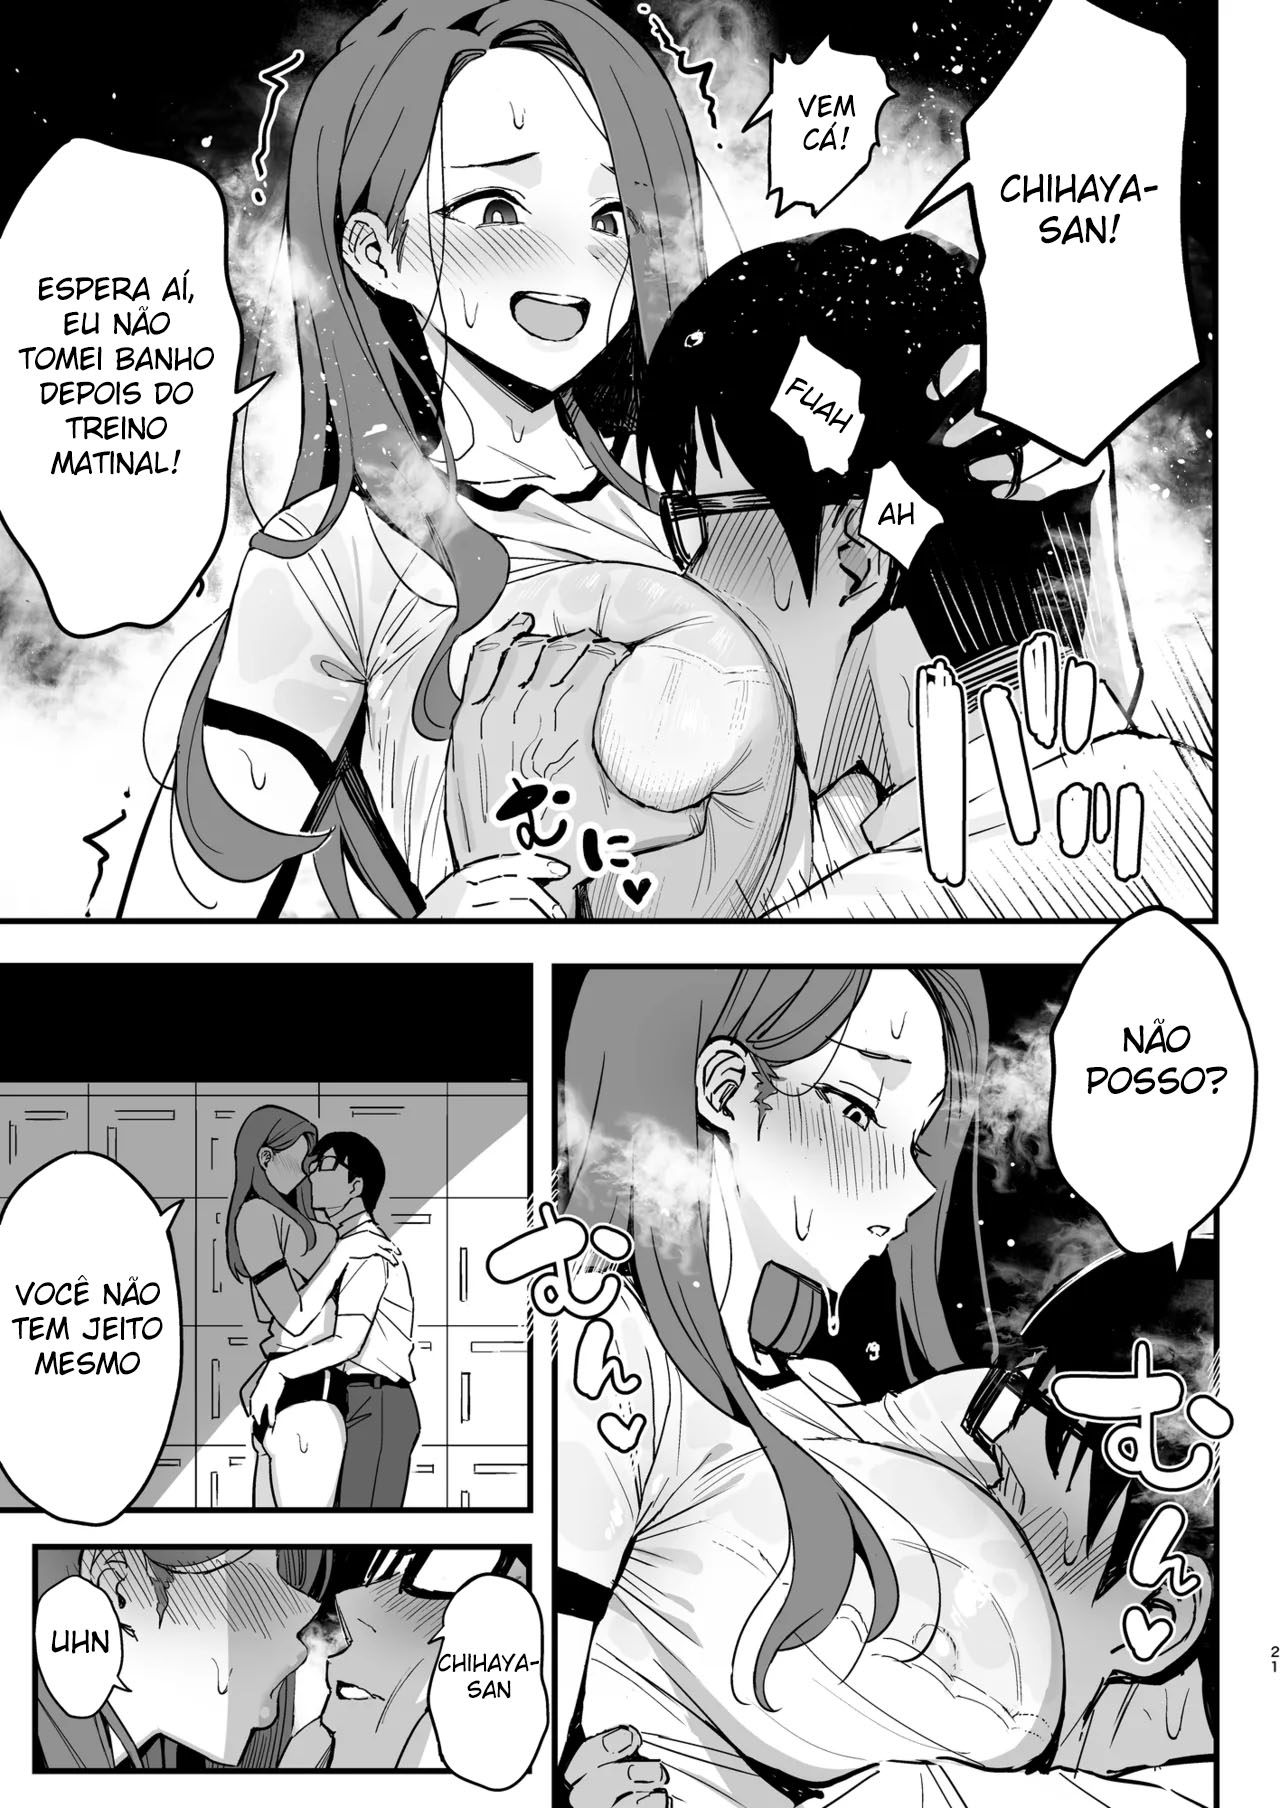 CHIHAYA-
SAN!
VEM
CÁ!
ESPERA AÍ,
EU NÃO
TOMEI BANHO
DEPOIS DO
TREINO
MATINAL!
FUAH
AH
むに
NÃO
POSSO?
むん
むん
VOCÊ NÃO
TEM JEITO
MESMO
CHIHAYA-
SAN
UHN
21